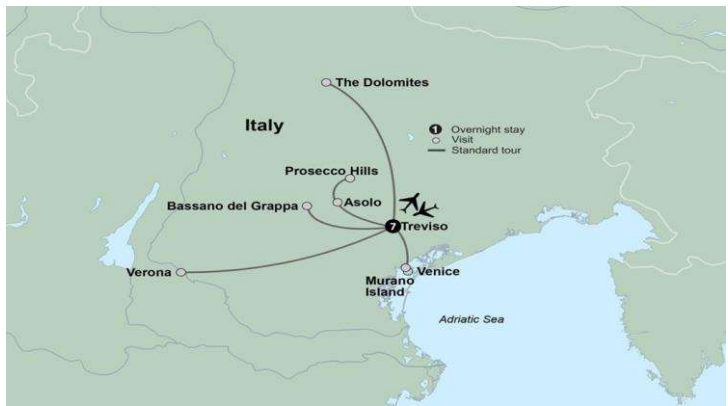 The Dolomites
Italy
1 Overnight stay
Visit
Standard tour
Prosecco Hills
Asolo
Bassano del Grappa
7 Treviso
Verona
Venice
Murano
Island
Adriatic Sea